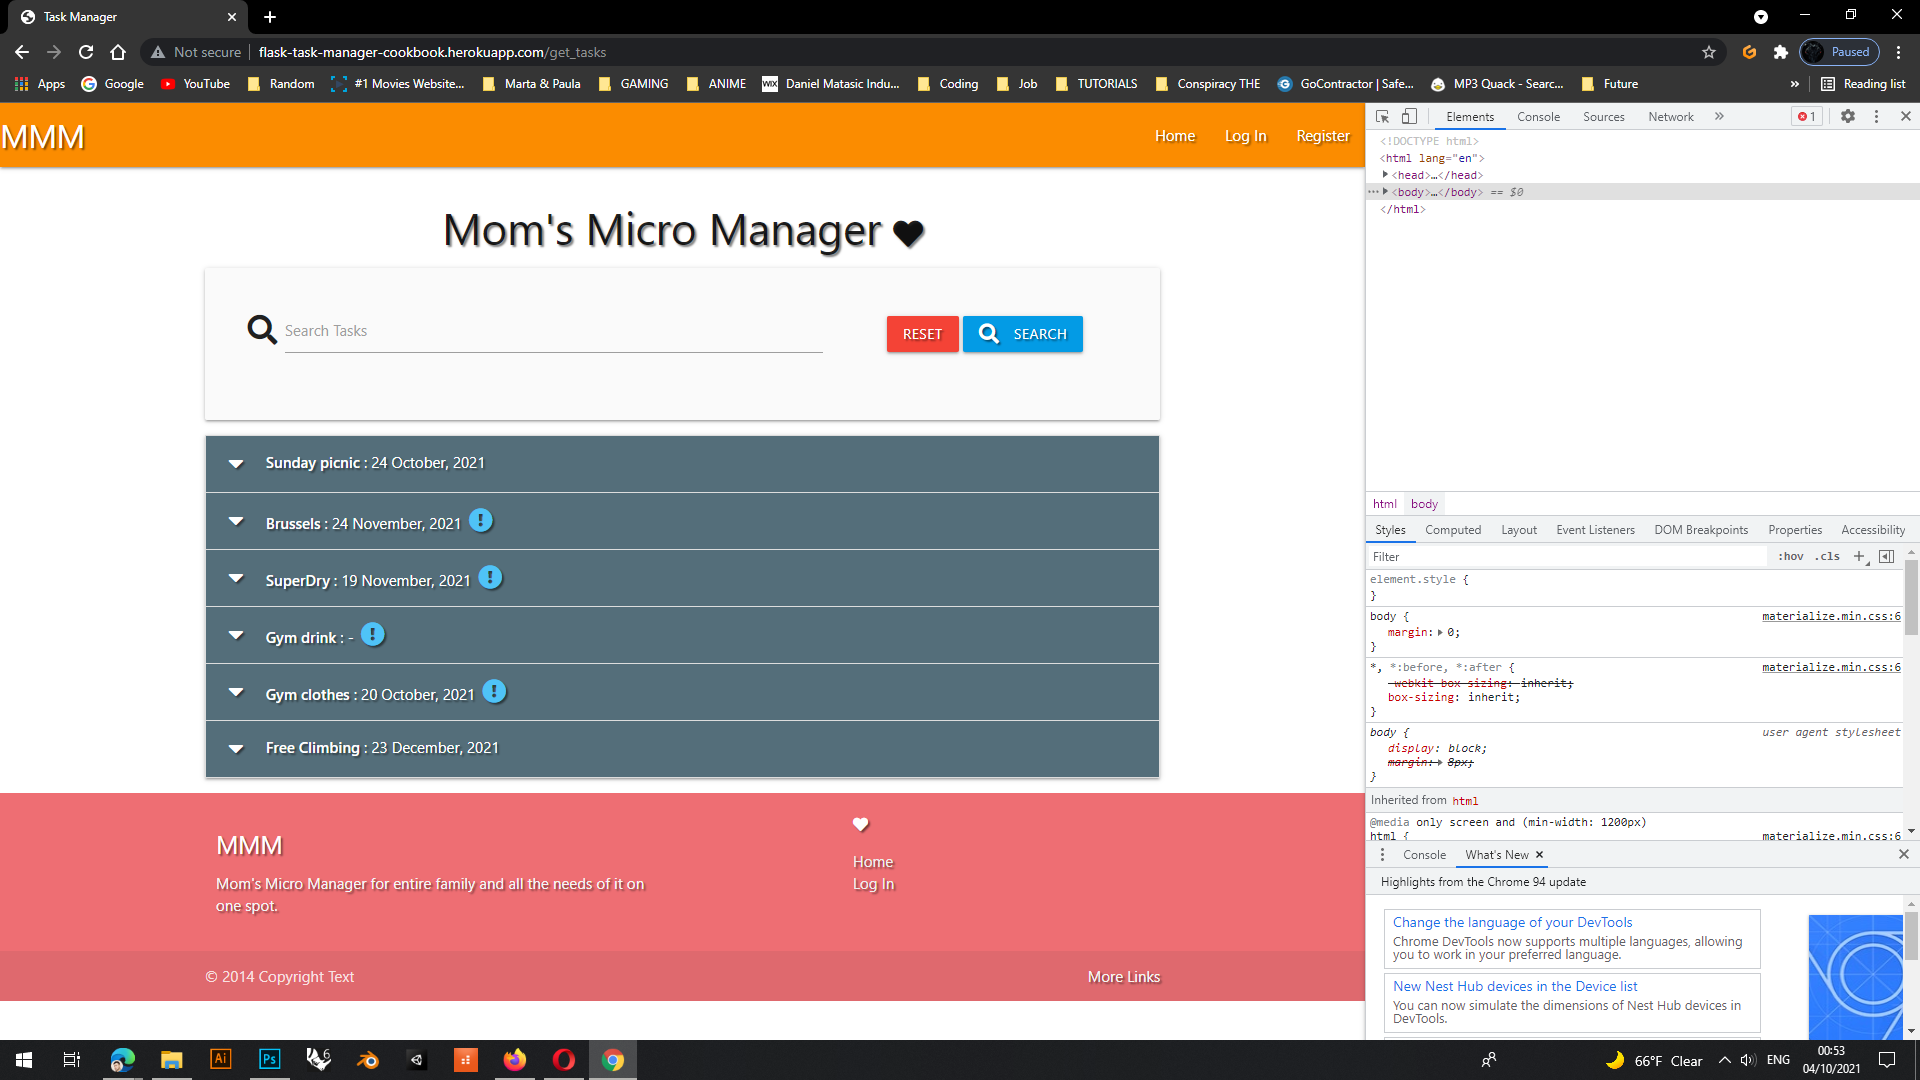 Task Manager
Not secure flask-task-manager-cookbook.herokuapp.com/get_tasks Paused
Apps Google YouTube Random #1 Movies Website... Marta & Paula GAMING ANIME WIX Daniel Matasic Indu... Coding Job TUTORIALS Conspiracy THE GoContractor | Safe... MP3 Quack - Searc... Future » Reading list
MMM Home Log In Register
Mom's Micro Manager
Search Tasks RESET SEARCH
Sunday picnic : 24 October, 2021
Brussels : 24 November, 2021
SuperDry : 19 November, 2021
Gym drink : -
Gym clothes : 20 October, 2021
Free Climbing : 23 December, 2021
MMM
Mom's Micro Manager for entire family and all the needs of it on
one spot.
Home
Log In
© 2014 Copyright Text More Links
Elements Console Sources Network » 1
<!DOCTYPE html>
<html lang="en">
<head>…</head>
<body>…</body> == $0
</html>
html body
Styles Computed Layout Event Listeners DOM Breakpoints Properties Accessibility
Filter :hov .cls +
element.style {
}
body { materialize.min.css:6
margin: 0;
}
*, *:before, *:after { materialize.min.css:6
-webkit-box-sizing: inherit;
box-sizing: inherit;
}
body { user agent stylesheet
display: block;
margin: 8px;
}
Inherited from html
@media only screen and (min-width: 1200px)
html { materialize.min.css:6
Console What's New
Highlights from the Chrome 94 update
Change the language of your DevTools
Chrome DevTools now supports multiple languages, allowing
you to work in your preferred language.
New Nest Hub devices in the Device list
You can now simulate the dimensions of Nest Hub devices in
DevTools.
Ai Ps 6 66°F Clear ENG 00:53
04/10/2021